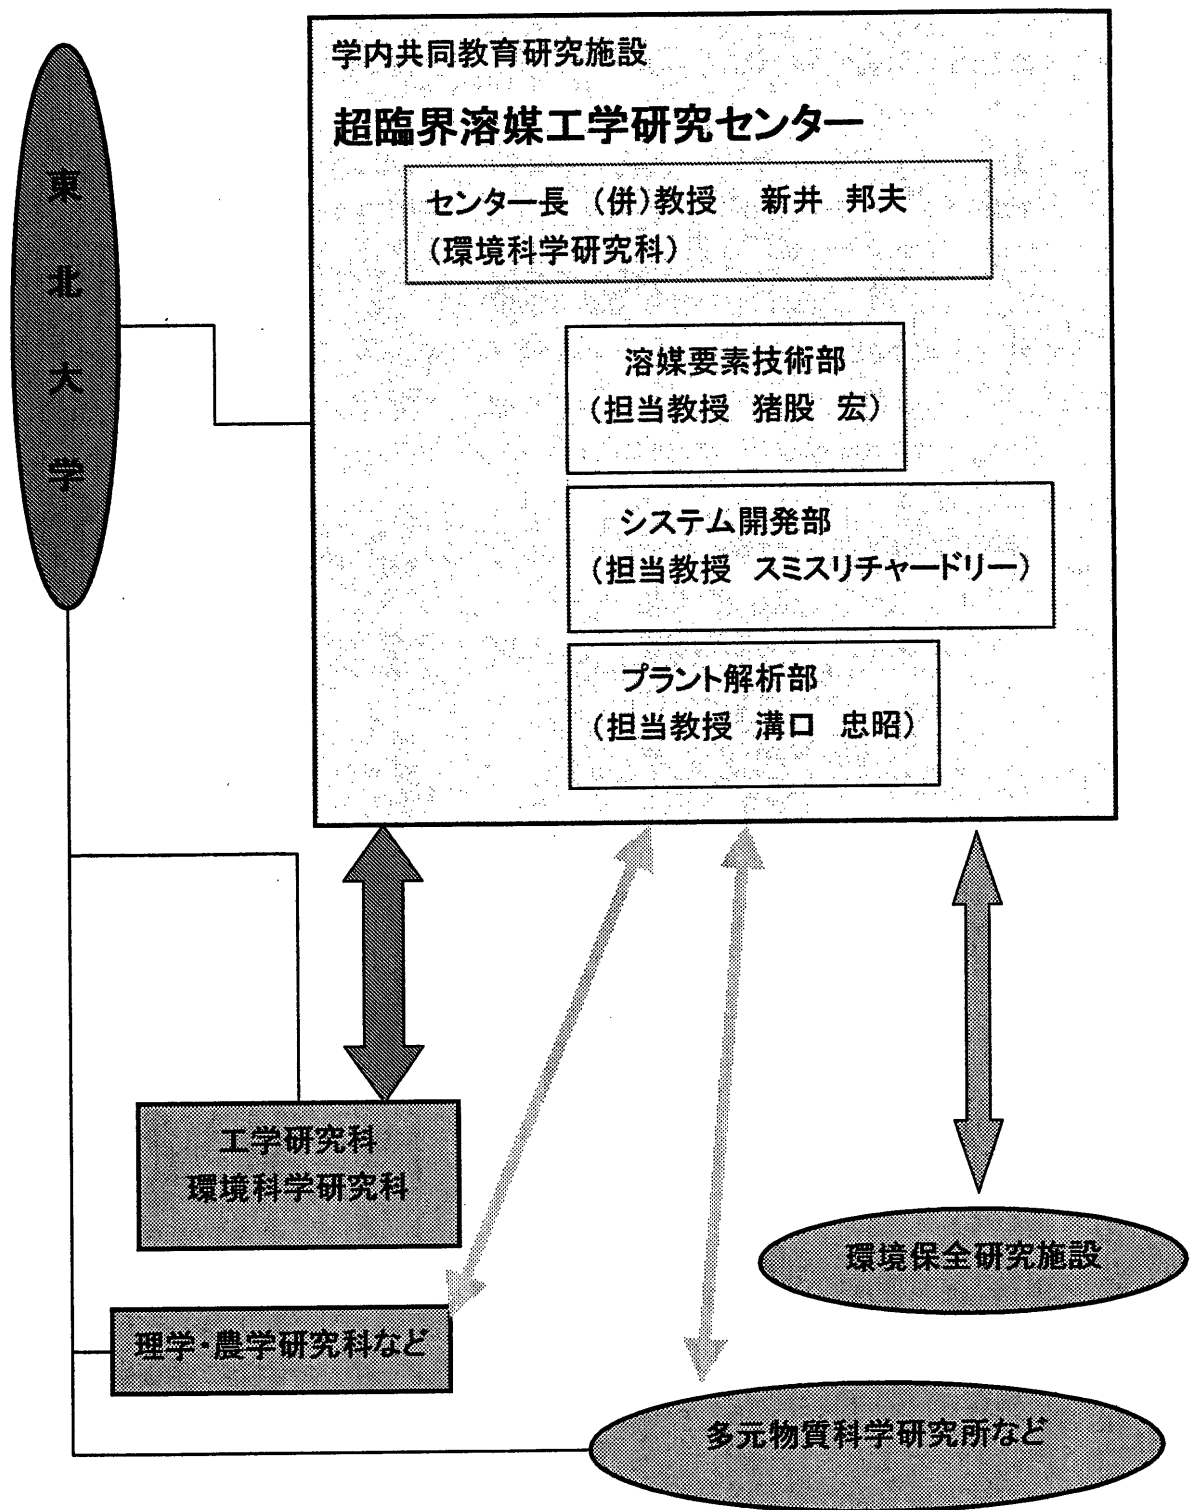 東北大学
学内共同教育研究施設
超臨界溶媒工学研究センター
センター長 (併)教授 新井 邦夫
(環境科学研究科)
溶媒要素技術部
(担当教授 猪股 宏)
システム開発部
(担当教授 スミスリチャードリー)
プラント解析部
(担当教授 溝口 忠昭)
工学研究科
環境科学研究科
環境保全研究施設
理学・農学研究科など
多元物質科学研究所など